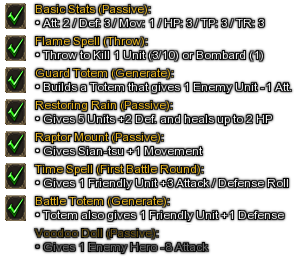 Basic Stats (Passive):
• Att: 2 / Def: 3 / Mov: 1 / HP: 3 / TP: 3 / TR: 3
Flame Spell (Throw):
• Throw to Kill 1 Unit (3/10) or Bombard (1)
Guard Totem (Generate):
• Builds a Totem that gives 1 Enemy Unit -1 Att.
Restoring Rain (Passive):
• Gives 5 Units +2 Def. and heals up to 2 HP
Raptor Mount (Passive):
• Gives Sian-tsu +1 Movement
Time Spell (First Battle Round):
• Gives 1 Friendly Unit +3 Attack / Defense Roll
Battle Totem (Generate):
• Totem also gives 1 Friendly Unit +1 Defense
Voodoo Doll (Passive):
• Gives 1 Enemy Hero -8 Attack